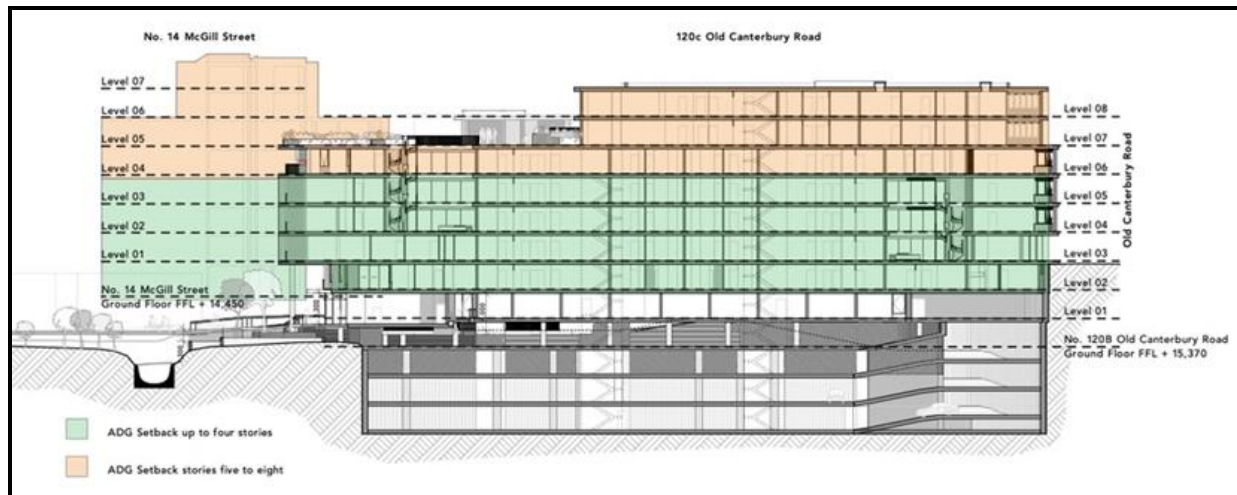 No. 14 McGill Street
120c Old Canterbury Road
Level 07
Level 06
Level 05
Level 04
Level 03
Level 02
Level 01
No. 14 McGill Street
Ground Floor FFL + 14,450
Level 08
Level 07
Level 06
Level 05
Level 04
Level 03
Level 02
Level 01
Old Canterbury Road
No. 120B Old Canterbury Road
Ground Floor FFL + 15,370
ADG Setback up to four stories
ADG Setback stories five to eight